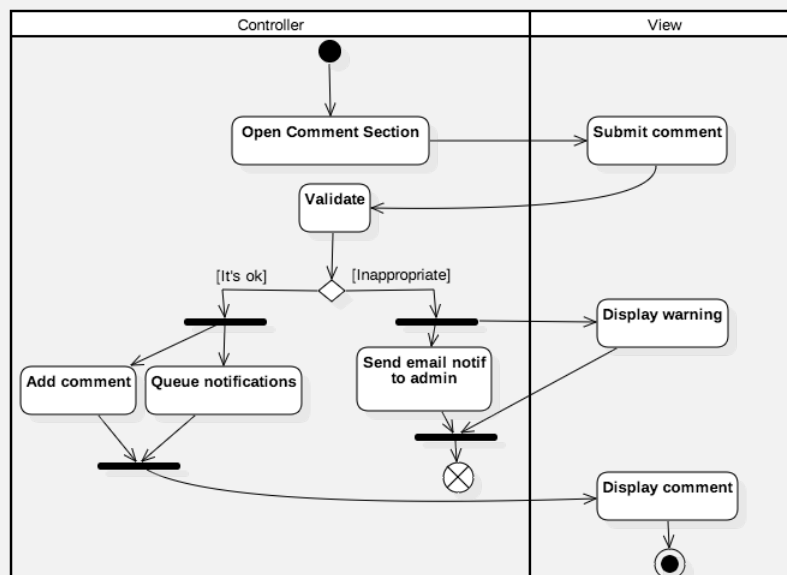 Controller
View
Open Comment Section
Submit comment
Validate
[It's ok]
[Inappropriate]
Display warning
Add comment
Queue notifications
Send email notif
to admin
Display comment